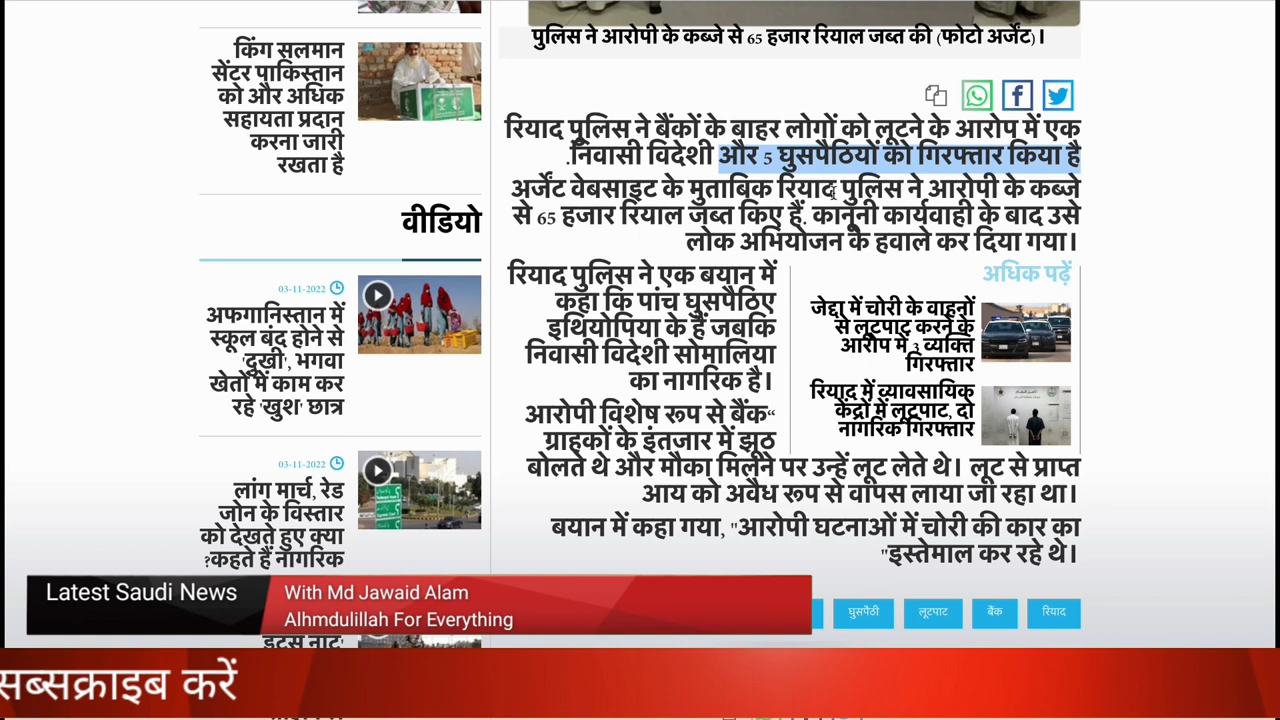 पुलिस ने आरोपी के कब्जे से 65 हजार रियाल जब्त की (फोटो अर्जेंट)।
रियाद पुलिस ने बैंकों के बाहर लोगों को लूटने के आरोप में एक
निवासी विदेशी और 5 घुसपैठियों को गिरफ्तार किया है.
अर्जेंट वेबसाइट के मुताबिक रियाद पुलिस ने आरोपी के कब्जे
से 65 हजार रियाल जब्त किए हैं. कानूनी कार्यवाही के बाद उसे
लोक अभियोजन के हवाले कर दिया गया।
रियाद पुलिस ने एक बयान में
कहा कि पांच घुसपैठिए
इथियोपिया के हैं जबकि
निवासी विदेशी सोमालिया
का नागरिक है।
आरोपी विशेष रूप से बैंक“
ग्राहकों के इंतजार में झूठ
बोलते थे और मौका मिलने पर उन्हें लूट लेते थे। लूट से प्राप्त
आय को अवैध रूप से वापस लाया जा रहा था।
बयान में कहा गया, "आरोपी घटनाओं में चोरी की कार का
"इस्तेमाल कर रहे थे।
अधिक पढ़ें
जेद्दा में चोरी के वाहनों
से लूटपाट करने के
आरोप में 3 व्यक्ति
गिरफ्तार
रियाद में व्यावसायिक
केंद्रों में लूटपाट, दो
नागरिक गिरफ्तार
घुसपैठी
लूटपाट
बैंक
रियाद
किंग सलमान
सेंटर पाकिस्तान
को और अधिक
सहायता प्रदान
करना जारी
रखता है
वीडियो
03-11-2022
अफगानिस्तान में
स्कूल बंद होने से
'दुखी', भगवा
खेतों में काम कर
रहे 'खुश' छात्र
03-11-2022
लांग मार्च, रेड
जोन के विस्तार
को देखते हुए क्या
?कहते हैं नागरिक
Latest Saudi News
With Md Jawaid Alam
Alhmdulillah For Everything
सब्सक्राइब करें